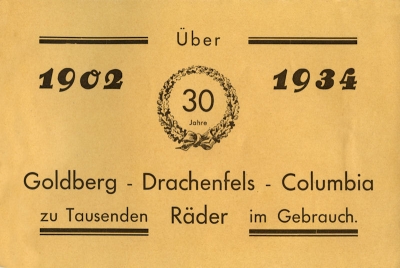 Über
1902 1934
30
Jahre
Goldberg - Drachenfels - Columbia
zu Tausenden Räder im Gebrauch.